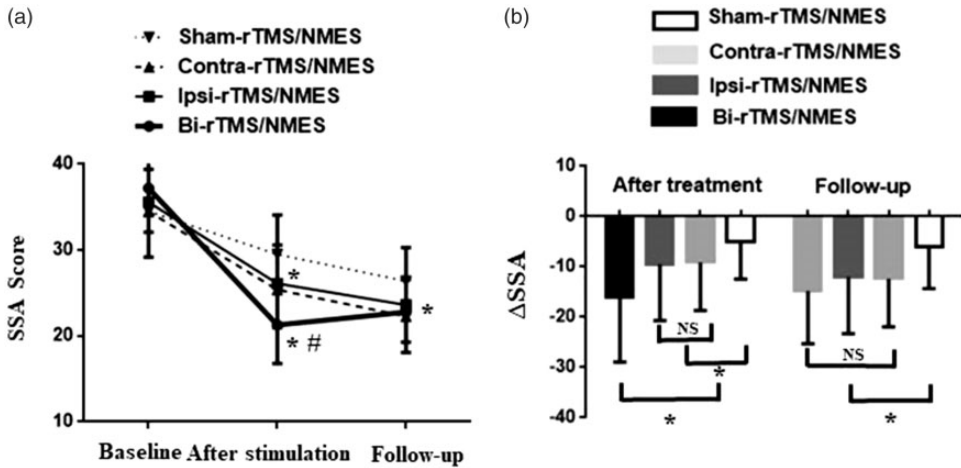 (a)
Sham-rTMS/NMES
Contra-rTMS/NMES
Ipsi-rTMS/NMES
Bi-rTMS/NMES
SSA Score
40
30
20
10
*
* #
*
Baseline After stimulation Follow-up
(b)
Sham-rTMS/NMES
Contra-rTMS/NMES
Ipsi-rTMS/NMES
Bi-rTMS/NMES
ΔSSA
10
0
-10
-20
-30
-40
After treatment Follow-up
NS
*
*
NS
*